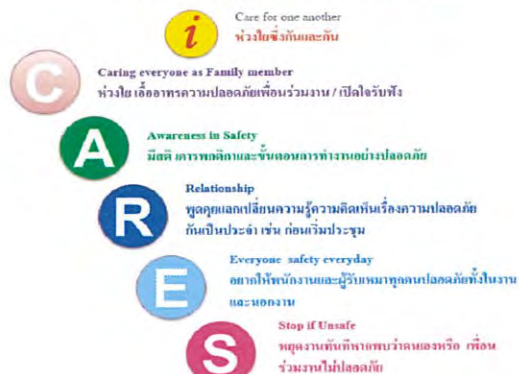 i
Care for one another
ห่วงใยซึ่งกันและกัน
C
Caring everyone as Family member
ห่วงใย เอื้ออาทรความปลอดภัยเพื่อนร่วมงาน / เปิดใจรับฟัง
A
Awareness in Safety
มีสติ เคารพกติกาและขั้นตอนการทำงานอย่างปลอดภัย
R
Relationship
พูดคุยแลกเปลี่ยนความรู้ความคิดเห็นเรื่องความปลอดภัย
กันเป็นประจำ เช่น ก่อนเริ่มประชุม
E
Everyone safety everyday
อยากให้พนักงานและผู้รับเหมาทุกคนปลอดภัยทั้งในงาน
และนอกงาน
S
Stop if Unsafe
หยุดงานทันทีหากพบว่าตนเองหรือ เพื่อน
ร่วมงานไม่ปลอดภัย